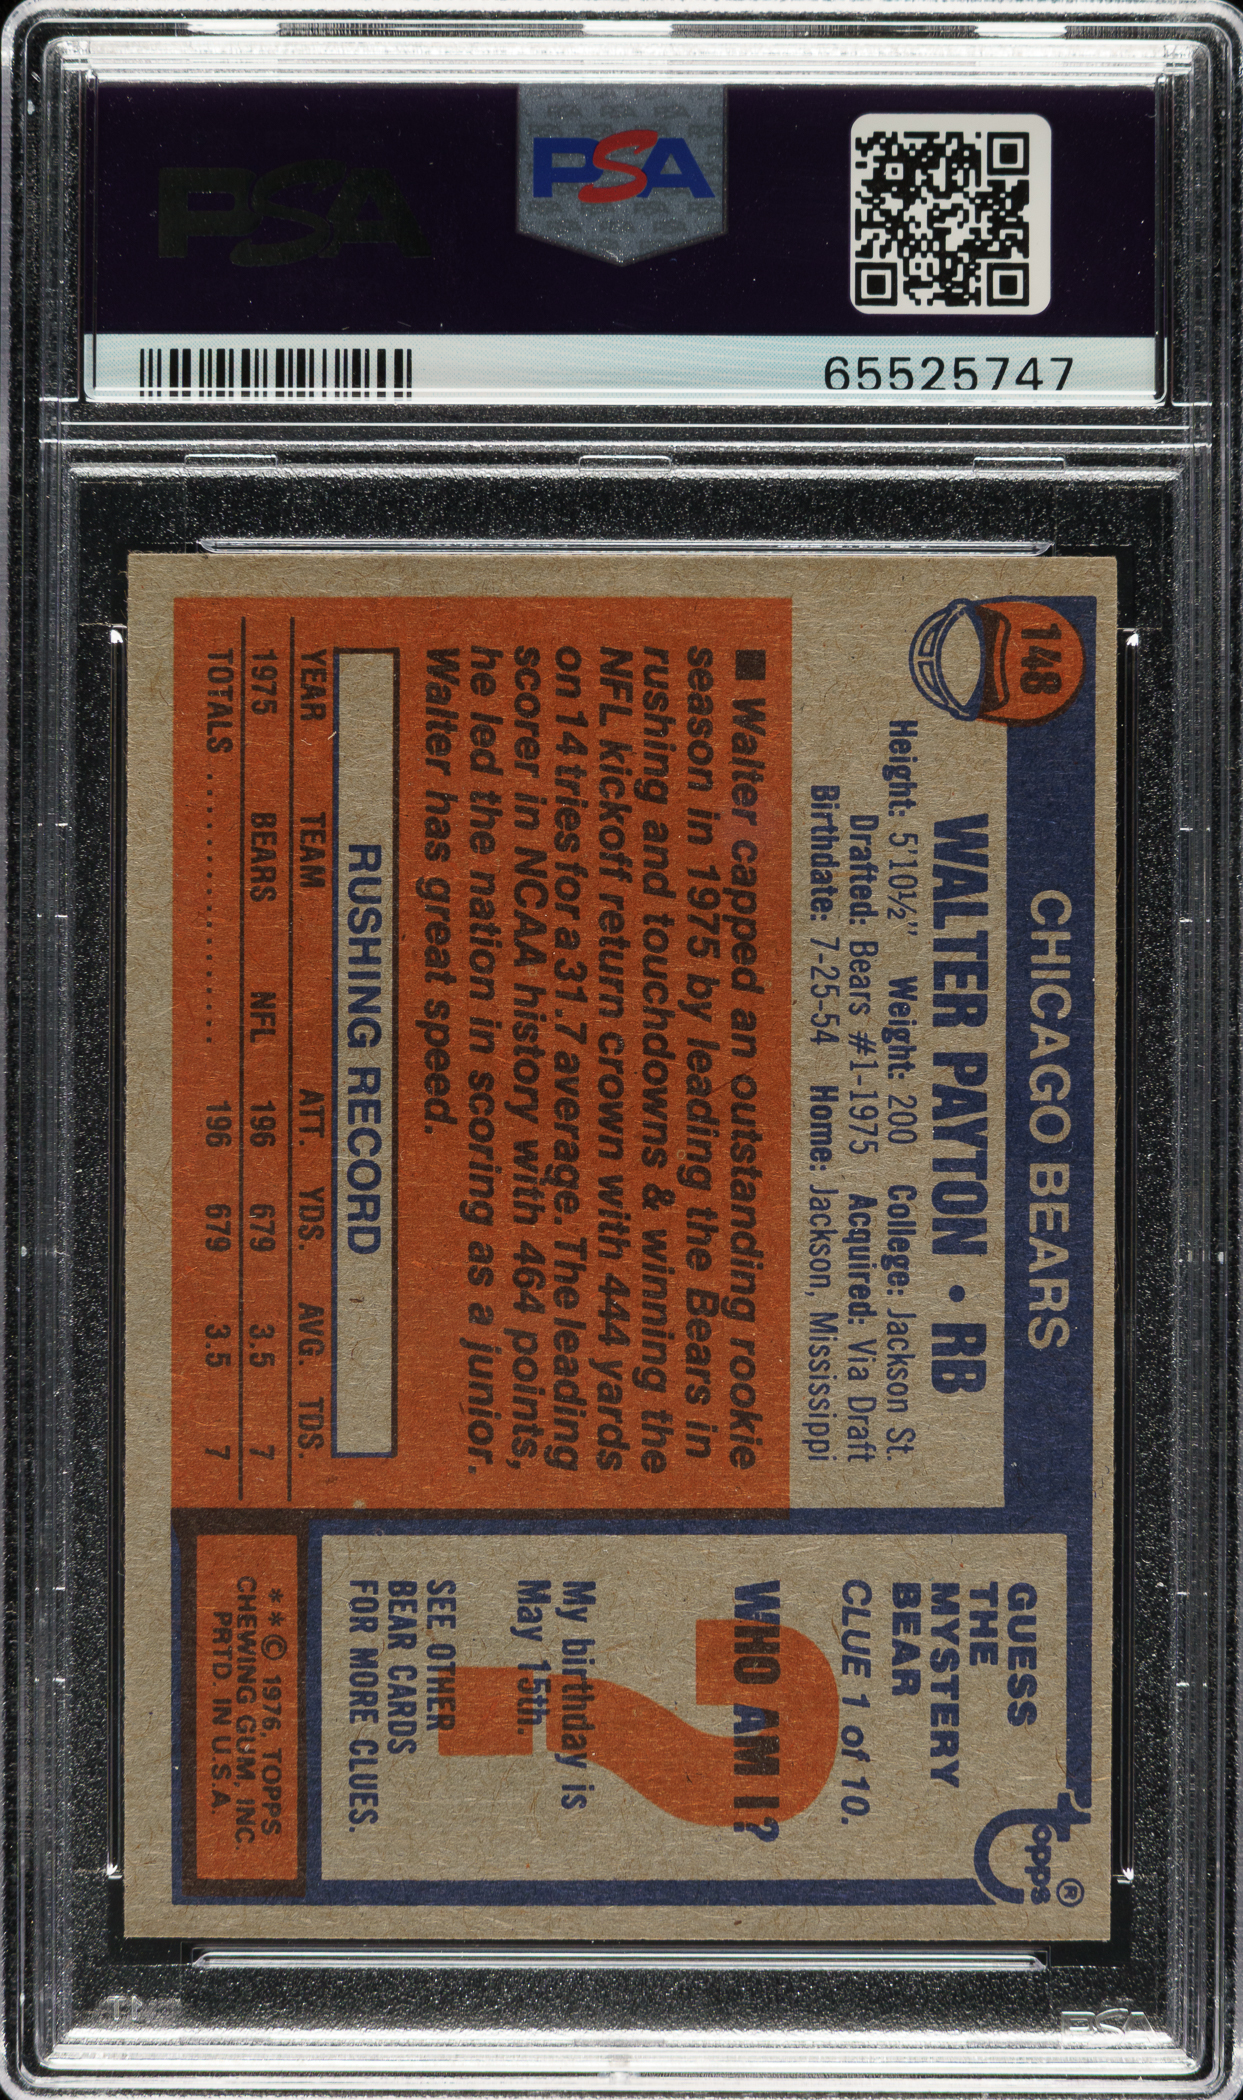 PSA
PSA
65525747
148
CHICAGO BEARS
WALTER PAYTON • RB
Height: 5'10½" Weight: 200 College: Jackson St.
Drafted: Bears #1-1975 Acquired: Via Draft
Birthdate: 7-25-54 Home: Jackson, Mississippi
■ Walter capped an outstanding rookie
season in 1975 by leading the Bears in
rushing and touchdowns & winning the
NFL kickoff return crown with 444 yards
on 14 tries for a 31.7 average. The leading
scorer in NCAA history with 464 points,
he led the nation in scoring as a junior.
Walter has great speed.
RUSHING RECORD
YEAR TEAM ATT. YDS. AVG. TDS.
1975 BEARS NFL 196 679 3.5 7
TOTALS . . . . . . . . . . . . . . . 196 679 3.5 7
Topps®
GUESS
THE
MYSTERY
BEAR
CLUE 1 of 10.
WHO AM I?
My birthday is
May 15th.
SEE OTHER
BEAR CARDS
FOR MORE CLUES.
* * © 1976, TOPPS
CHEWING GUM, INC.
PRTD. IN U.S.A.
PSA